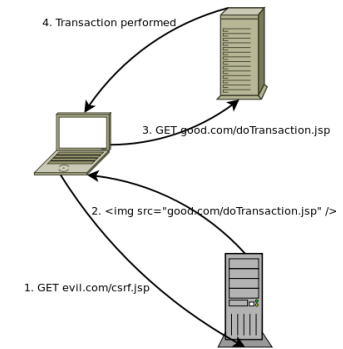 4. Transaction performed
3. GET good.com/doTransaction.jsp
2. <img src="good.com/doTransaction.jsp" />
1. GET evil.com/csrf.jsp